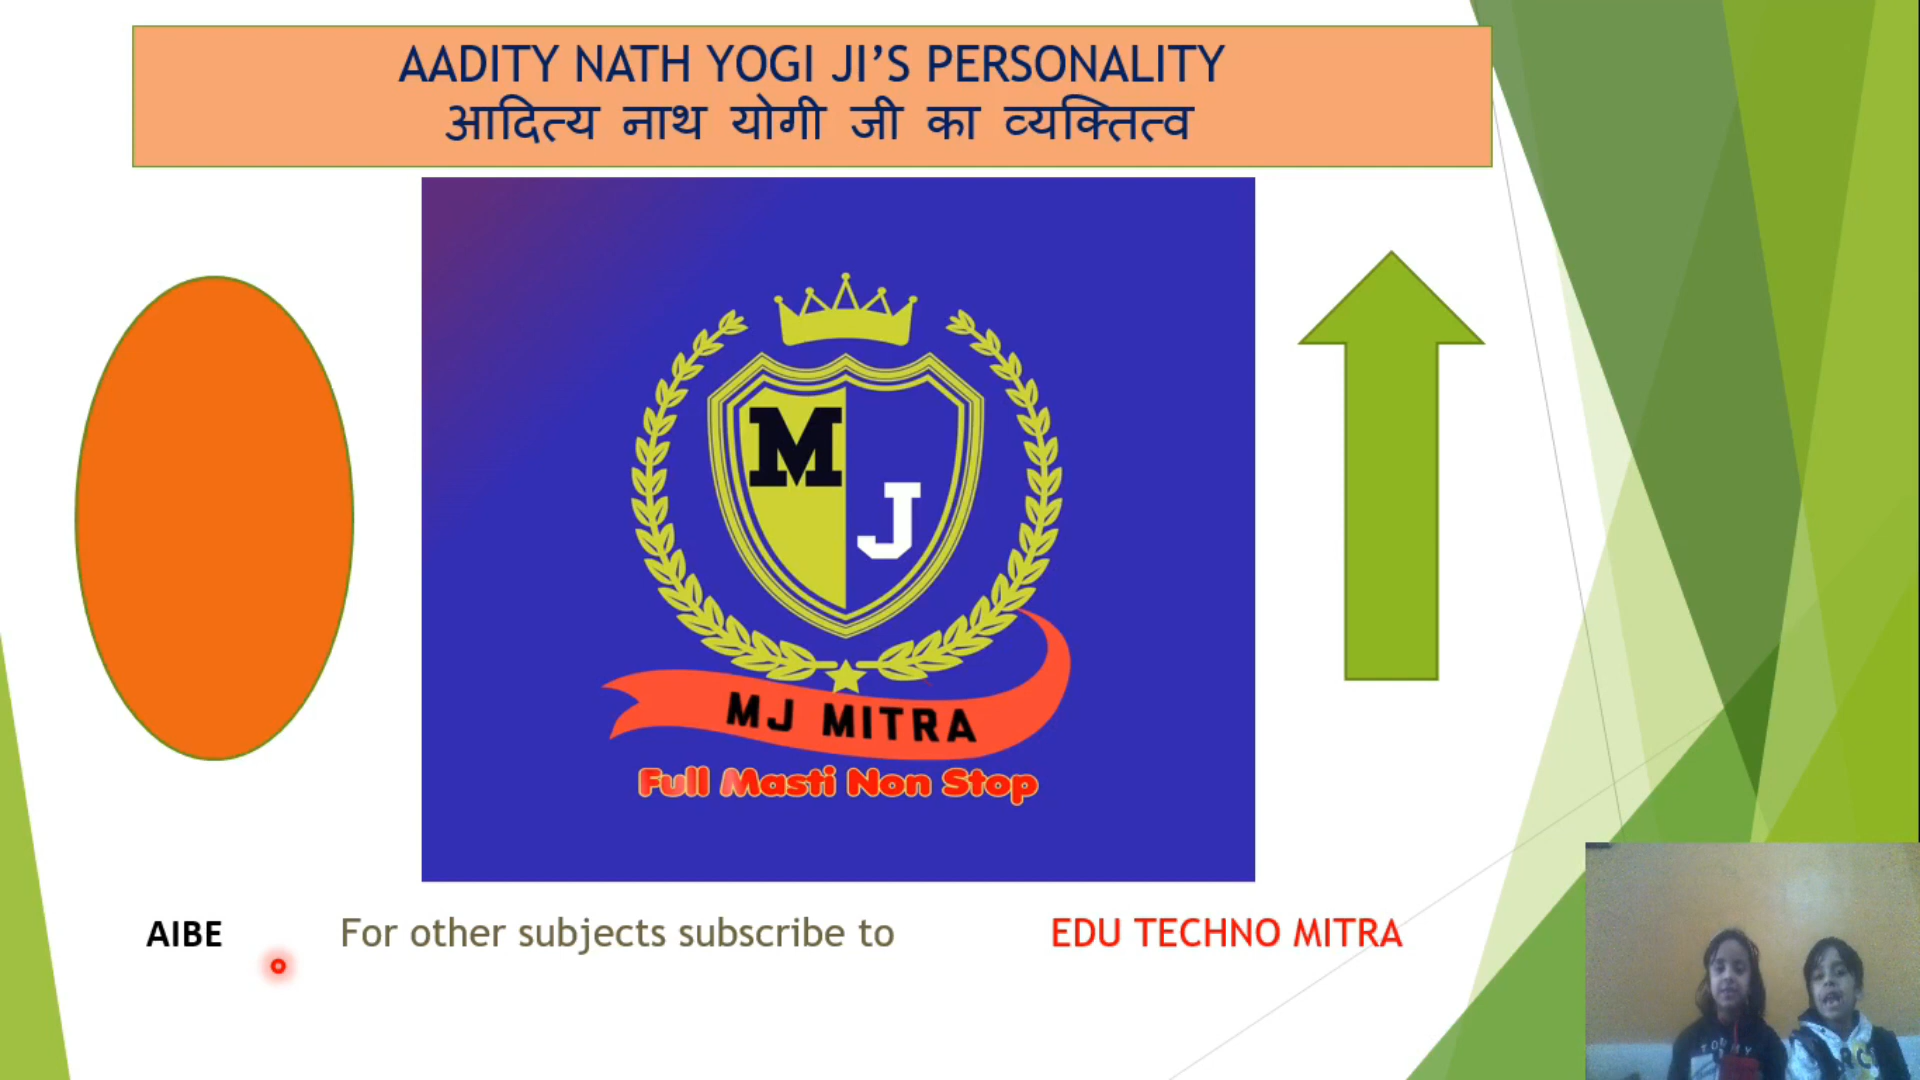 AADITY NATH YOGI JI’S PERSONALITY
आदित्य नाथ योगी जी का व्यक्तित्व
M
J
MJ MITRA
Full Masti Non Stop
AIBE For other subjects subscribe to EDU TECHNO MITRA